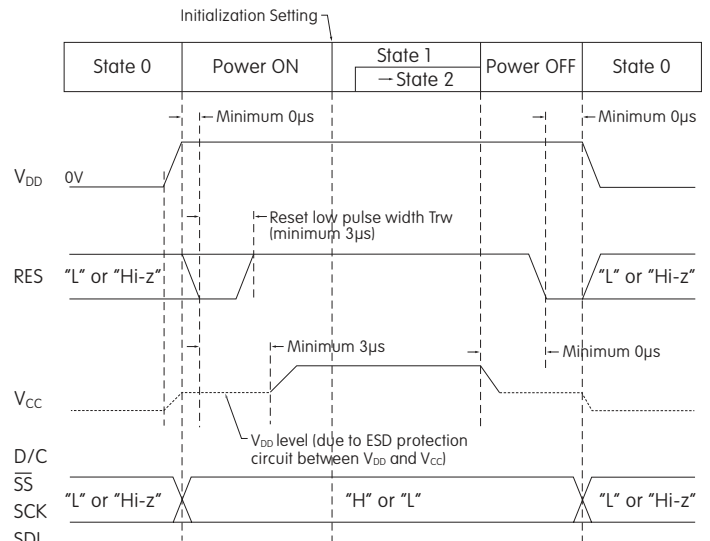 Initialization Setting
State 0
Power ON
State 1
→ State 2
Power OFF
State 0
Minimum 0µs
Minimum 0µs
VDD
0V
Reset low pulse width Trw
(minimum 3µs)
RES
"L" or "Hi-z"
"L" or "Hi-z"
Minimum 3µs
Minimum 0µs
VCC
VDD level (due to ESD protection
circuit between VDD and VCC)
D/C
SS
SCK
SDI
"L" or "Hi-z"
"H" or "L"
"L" or "Hi-z"